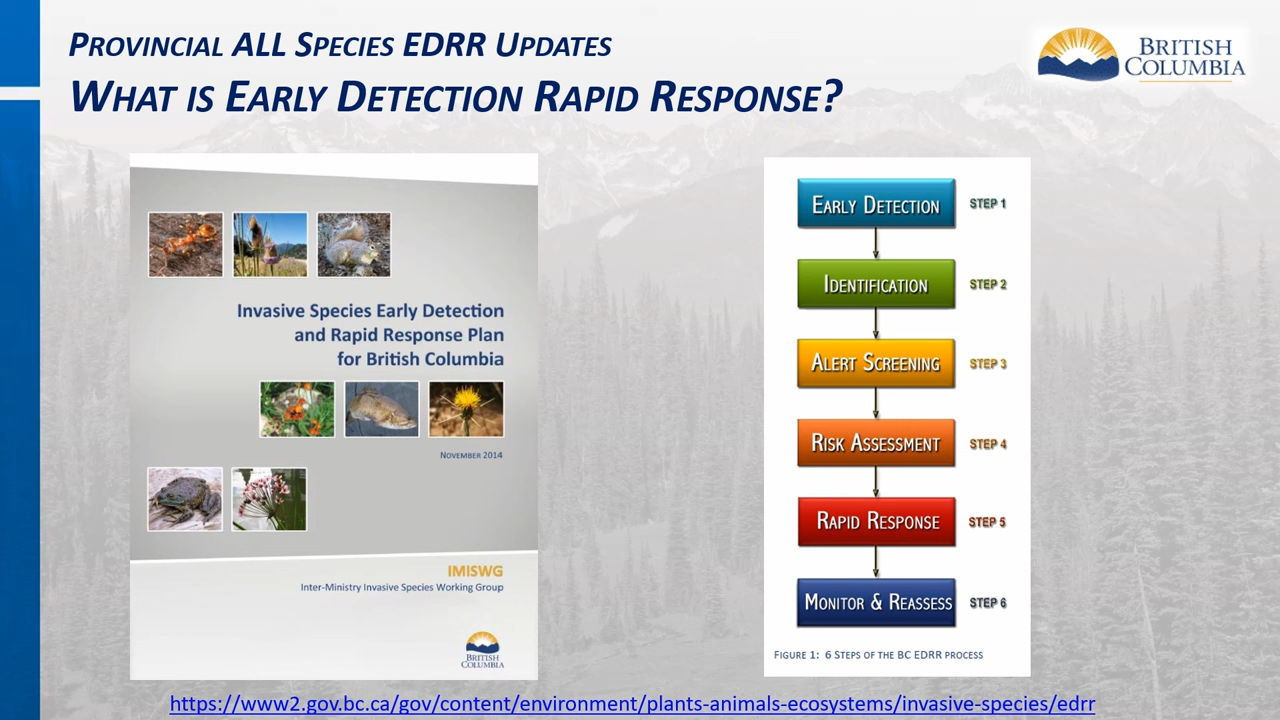 Provincial ALL Species EDRR Updates
What is Early Detection Rapid Response?
British
Columbia
Invasive Species Early Detection
and Rapid Response Plan
for British Columbia
November 2014
IMISWG
Inter-Ministry Invasive Species Working Group
British
Columbia
Early Detection STEP 1
Identification STEP 2
Alert Screening STEP 3
Risk Assessment STEP 4
Rapid Response STEP 5
Monitor & Reassess STEP 6
Figure 1: 6 Steps of the BC EDRR process
https://www2.gov.bc.ca/gov/content/environment/plants-animals-ecosystems/invasive-species/edrr